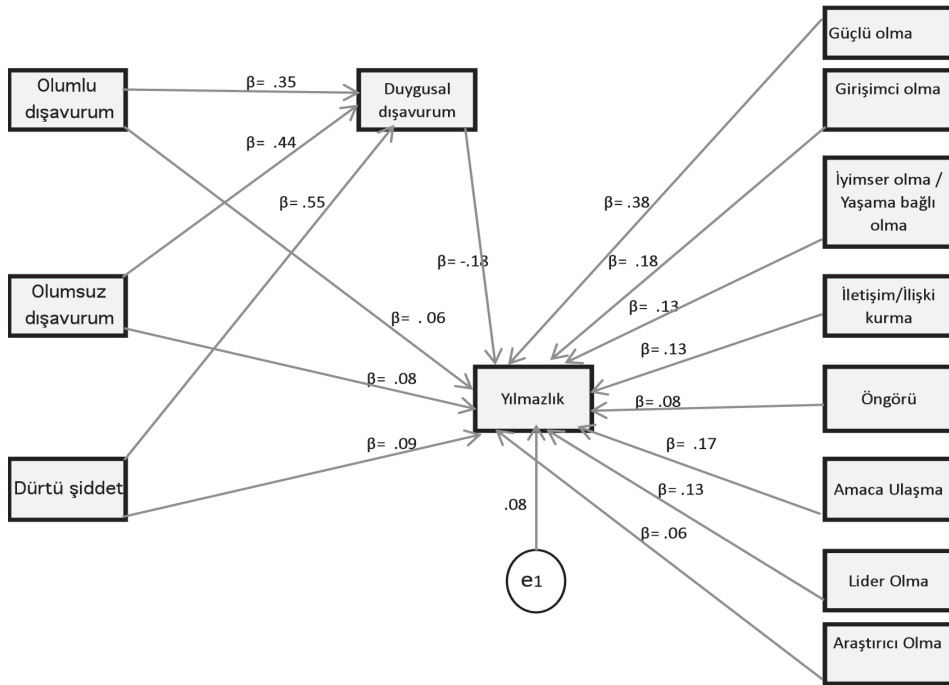 Olumlu
dışavurum
β= .35
Duygusal
dışavurum
Güçlü olma
Girişimci olma
β= .44
β= .55
β= .38
İyimser olma /
Yaşama bağlı
olma
β= -.18
β= .18
Olumsuz
dışavurum
β= . 06
β= .13
İletişim/İlişki
kurma
β= .13
β= .08
Yılmazlık
β= .08
Öngörü
β= .09
β= .17
Dürtü şiddet
β= .13
Amaca Ulaşma
.08
β= .06
e1
Lider Olma
Araştırıcı Olma